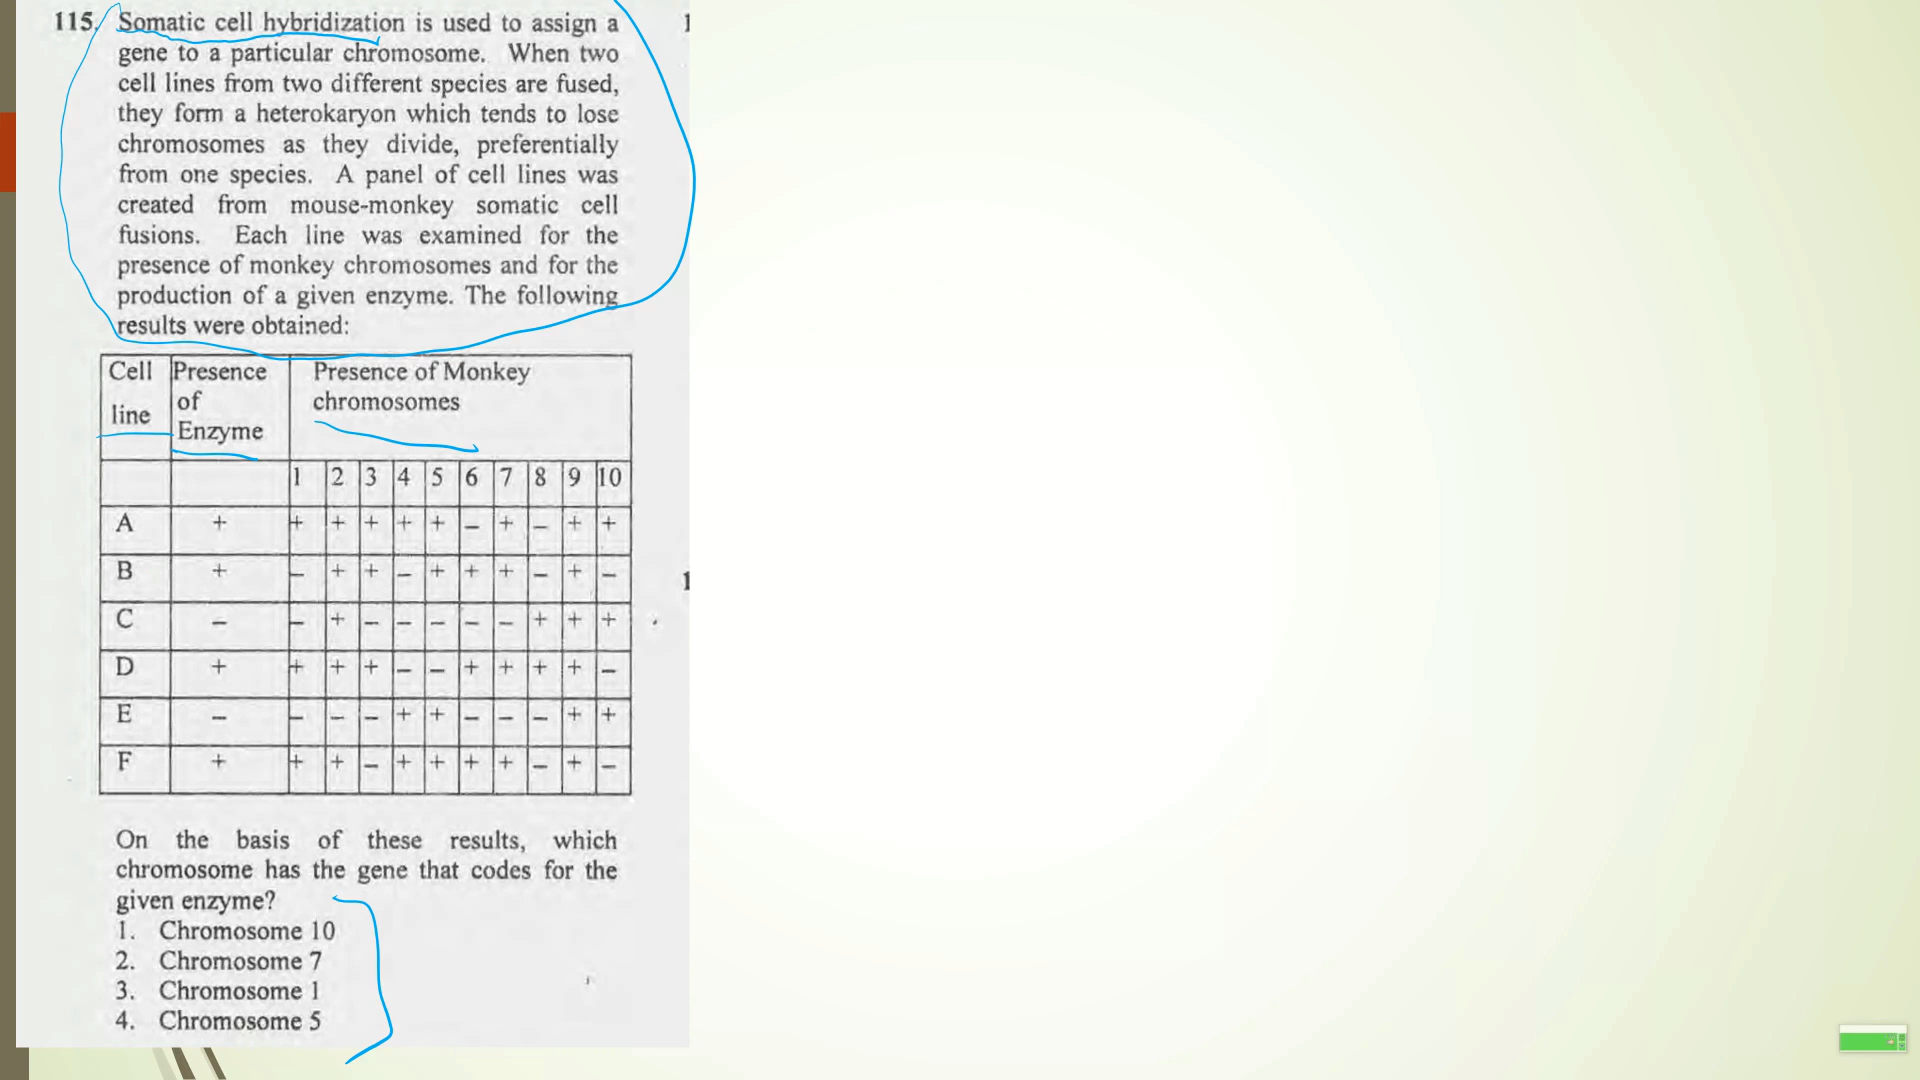 115. Somatic cell hybridization is used to assign a
gene to a particular chromosome. When two
cell lines from two different species are fused,
they form a heterokaryon which tends to lose
chromosomes as they divide, preferentially
from one species. A panel of cell lines was
created from mouse-monkey somatic cell
fusions. Each line was examined for the
presence of monkey chromosomes and for the
production of a given enzyme. The following
results were obtained:
Cell line Presence of Enzyme Presence of Monkey chromosomes
1 2 3 4 5 6 7 8 9 10
A + + + + + + – + – + +
B + – + + – + + + – + –
C – – + – – – – – + + +
D + + + + – – + + + + –
E – – – – + + – – – + +
F + + + – + + + + – + –
On the basis of these results, which
chromosome has the gene that codes for the
given enzyme?
1. Chromosome 10
2. Chromosome 7
3. Chromosome 1
4. Chromosome 5